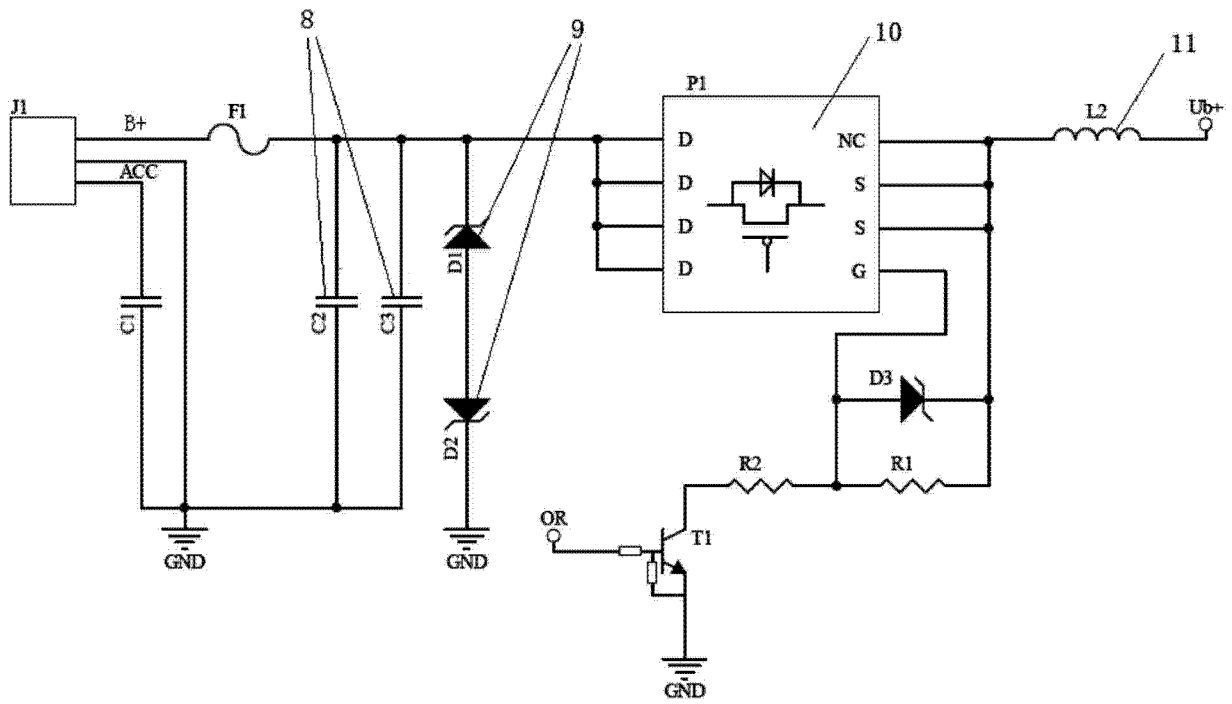 8
9
10
11
J1
B+
F1
P1
L2
Ub+
ACC
D
NC
D
S
D
S
D
G
D1
C1
C2
C3
D3
D2
R2
R1
OR
T1
GND
GND
GND